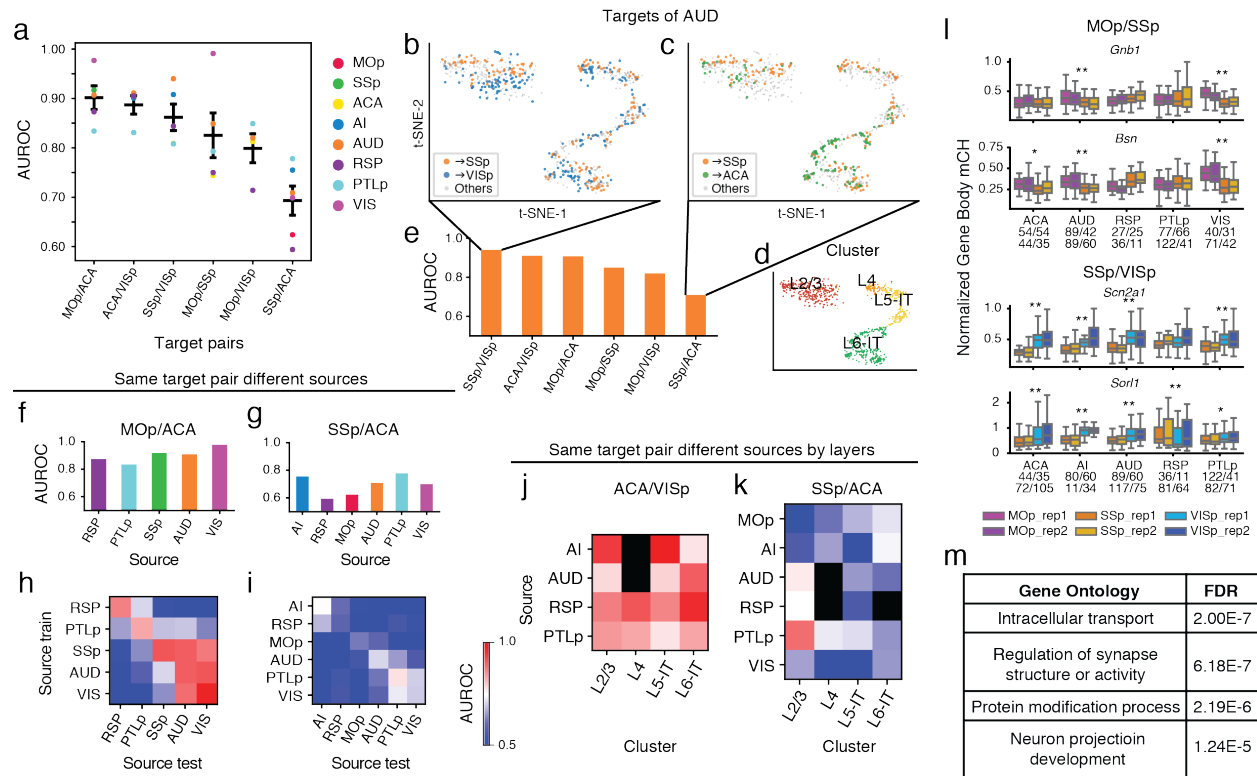 a
AUROC
1.00
0.90
0.80
0.70
0.60
MOp/ACA
ACA/VISp
SSp/VISp
MOp/SSp
MOp/VISp
SSp/ACA
Target pairs
MOp
SSp
ACA
AI
AUD
RSP
PTLp
VIS
Targets of AUD
b
t-SNE-2
→SSp
→VISp
Others
t-SNE-1
c
→SSp
→ACA
Others
t-SNE-1
d
Cluster
L2/3
L4
L5-IT
L6-IT
e
AUROC
1.0
0.8
0.6
SSp/VISp
ACA/VISp
MOp/ACA
MOp/SSp
MOp/VISp
SSp/ACA
Same target pair different sources
f
MOp/ACA
AUROC
1.0
0.8
0.6
RSP
PTLp
SSp
AUD
VIS
Source
g
SSp/ACA
1.0
0.8
0.6
AI
RSP
MOp
AUD
PTLp
VIS
Source
h
Source train
RSP
PTLp
SSp
AUD
VIS
RSP
PTLp
SSp
AUD
VIS
Source test
i
AI
RSP
MOp
AUD
PTLp
VIS
AI
RSP
MOp
AUD
PTLp
VIS
Source test
AUROC
1.0
0.5
Same target pair different sources by layers
j
ACA/VISp
Source
AI
AUD
RSP
PTLp
L2/3
L4
L5-IT
L6-IT
Cluster
k
SSp/ACA
MOp
AI
AUD
RSP
PTLp
VIS
L2/3
L4
L5-IT
L6-IT
Cluster
l
Normalized Gene Body mCH
MOp/SSp
Gnb1
1.0
0.5
**
**
Bsn
0.75
0.50
0.25
*
**
**
ACA AUD RSP PTLp VIS
54/54 89/42 27/25 77/66 40/31
44/35 89/60 36/11 122/41 71/42
SSp/VISp
Scn2a1
1.0
0.5
**
**
**
**
Sorl1
2
1
0
**
**
**
**
*
ACA AI AUD RSP PTLp
44/35 80/60 89/60 36/11 122/41
72/105 11/34 117/75 81/64 82/71
MOp_rep1 SSp_rep1 VISp_rep1
MOp_rep2 SSp_rep2 VISp_rep2
m
Gene Ontology FDR
Intracellular transport 2.00E-7
Regulation of synapse
structure or activity 6.18E-7
Protein modification process 2.19E-6
Neuron projectioin
development 1.24E-5